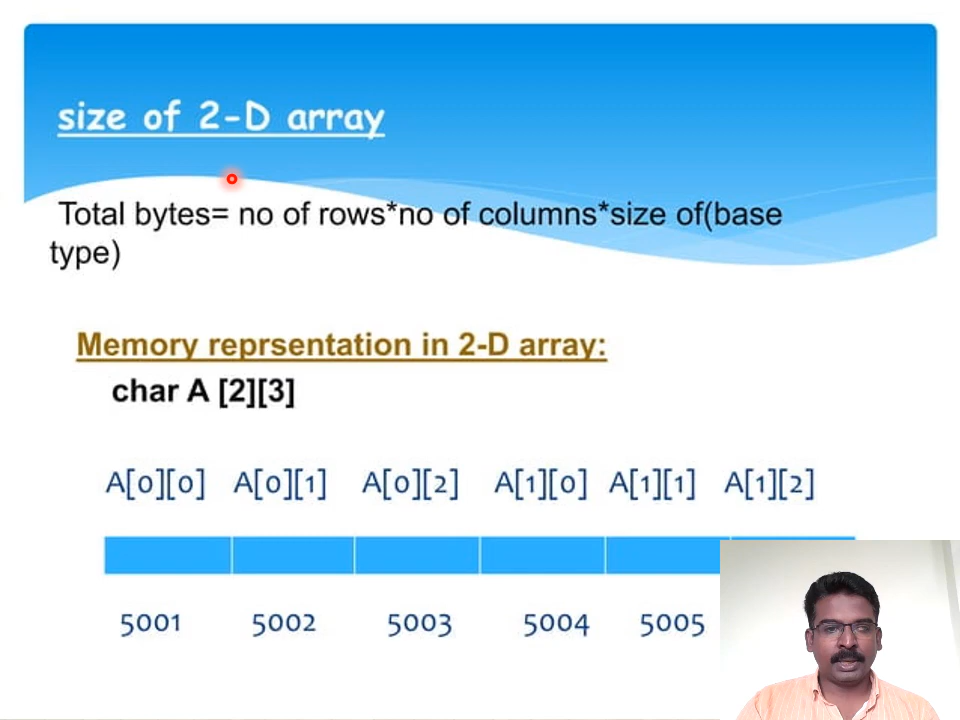 size of 2-D array
Total bytes= no of rows*no of columns*size of(base
type)
Memory reprsentation in 2-D array:
char A [2][3]
A[0][0] A[0][1] A[0][2] A[1][0] A[1][1] A[1][2]
5001 5002 5003 5004 5005